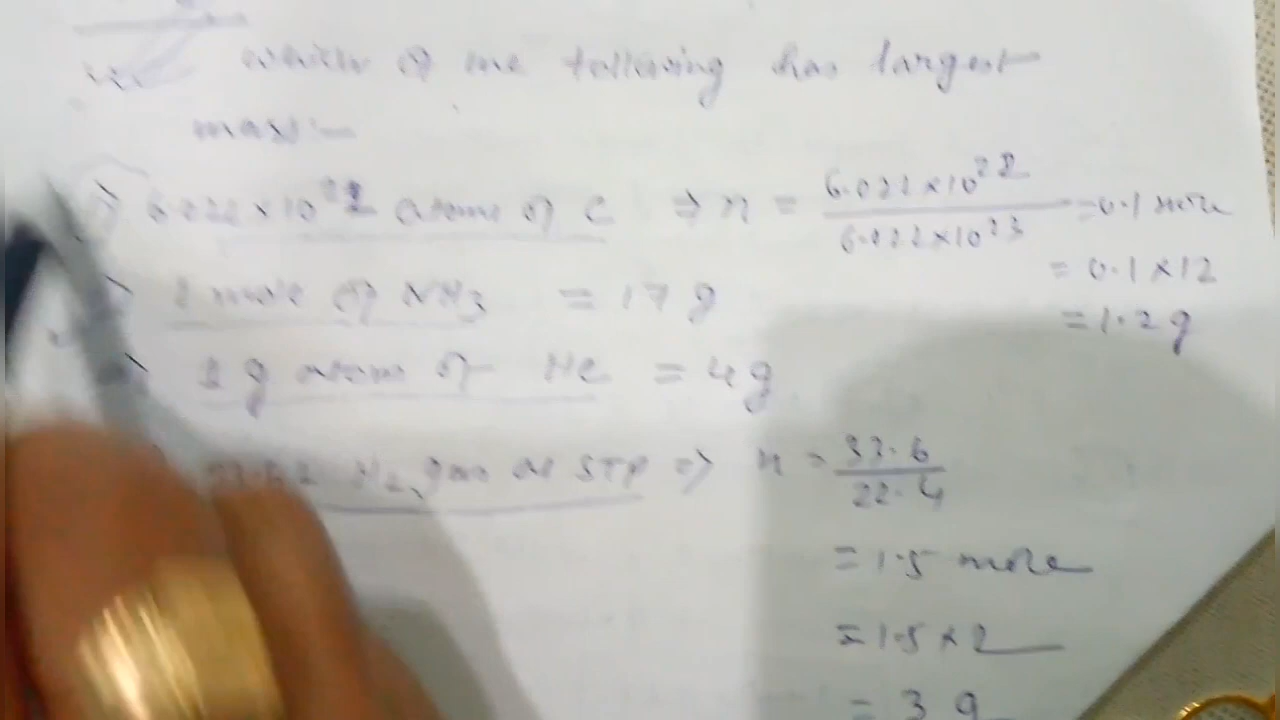 which of the following has largest
mass:—
6.022×10²² atoms of C ⇒ n = 6.022×10²² / 6.022×10²³ = 0.1 mole
= 0.1×12
= 1.2 g
1 mole of NH3 = 17 g
1 g atom of He = 4 g
H2 gas at STP ⇒ n = 33.6 / 22.4
= 1.5 mole
= 1.5×2
= 3 g